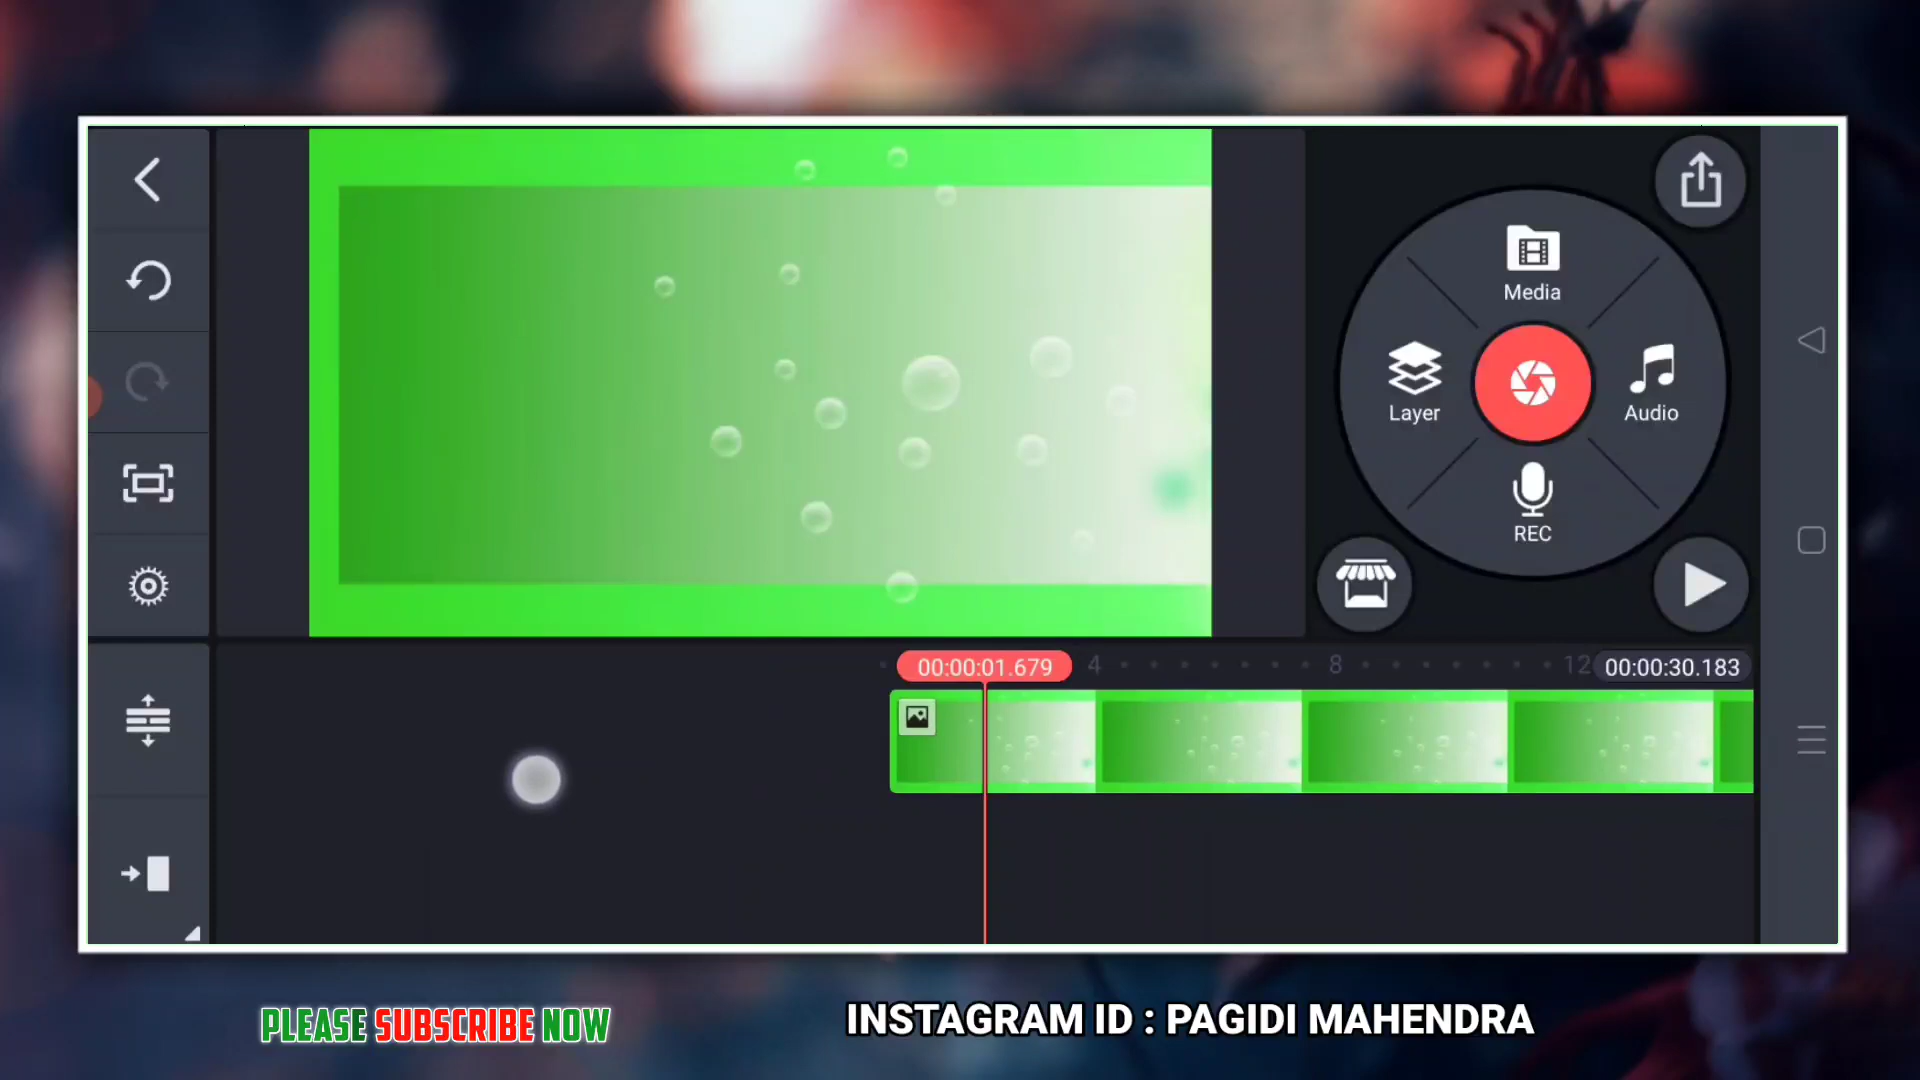 Media
Layer
Audio
REC
00:00:01.679
4
8
12
00:00:30.183
PLEASE SUBSCRIBE NOW
INSTAGRAM ID : PAGIDI MAHENDRA